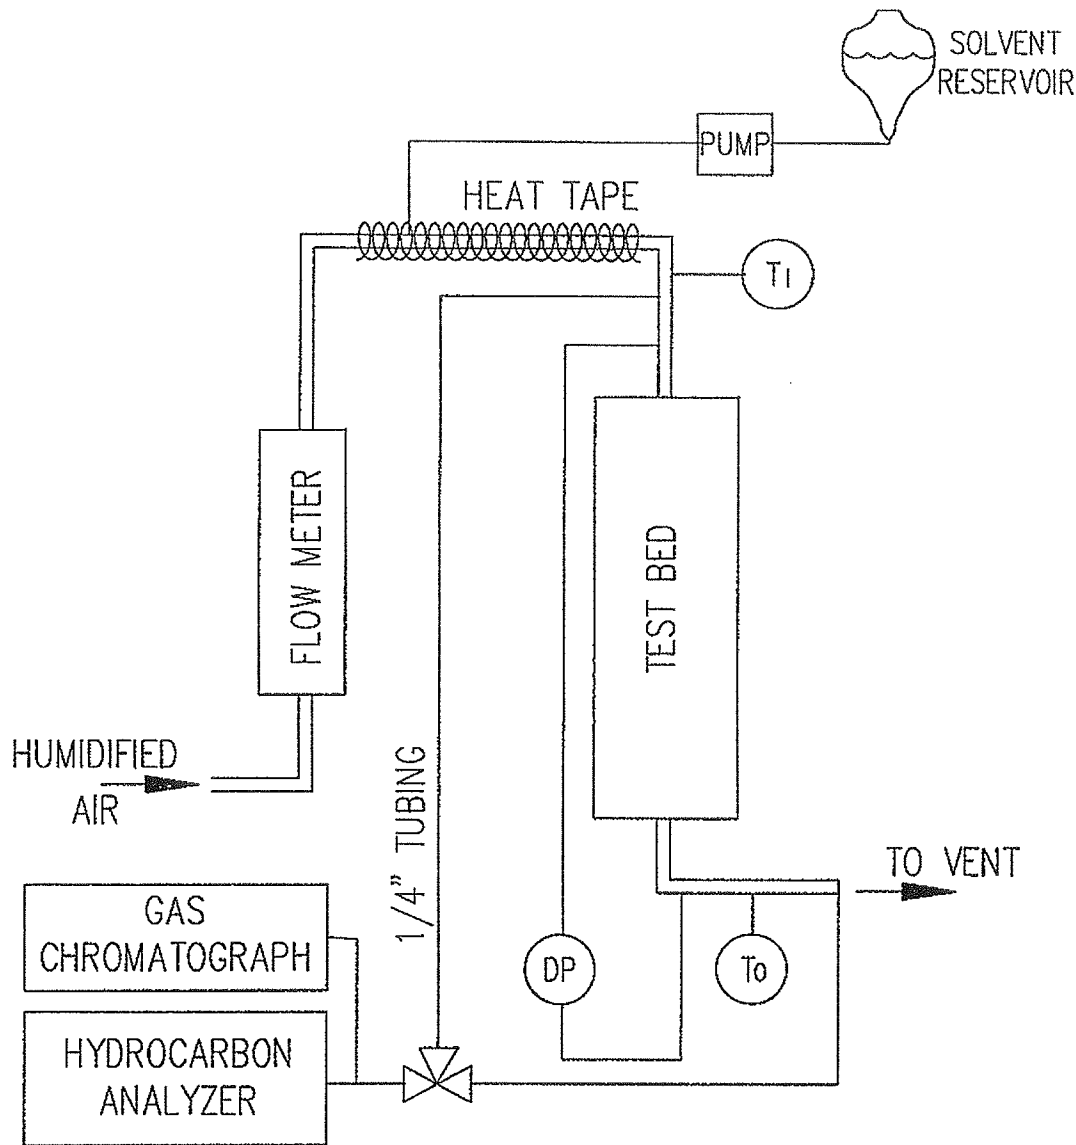 SOLVENT
RESERVOIR
PUMP
HEAT TAPE
TI
FLOW METER
TEST BED
HUMIDIFIED
AIR
1/4" TUBING
TO VENT
GAS
CHROMATOGRAPH
DP
To
HYDROCARBON
ANALYZER